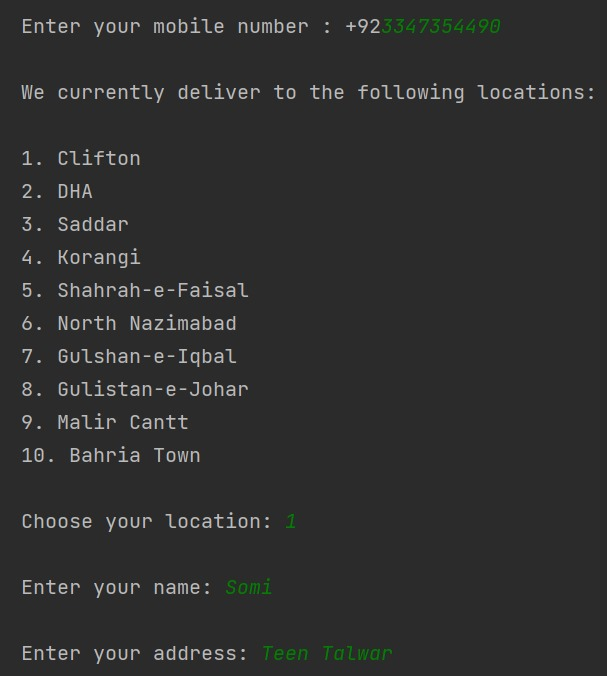 Enter your mobile number : +923347354490
We currently deliver to the following locations:
1. Clifton
2. DHA
3. Saddar
4. Korangi
5. Shahrah-e-Faisal
6. North Nazimabad
7. Gulshan-e-Iqbal
8. Gulistan-e-Johar
9. Malir Cantt
10. Bahria Town
Choose your location: 1
Enter your name: Somi
Enter your address: Teen Talwar